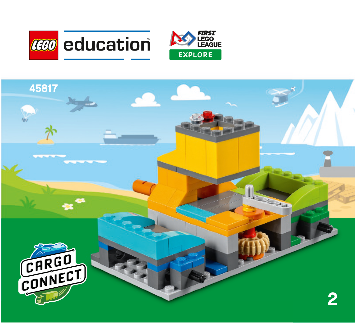 LEGO education
FIRST
LEGO
LEAGUE
EXPLORE
45817
CARGO
CONNECT
2